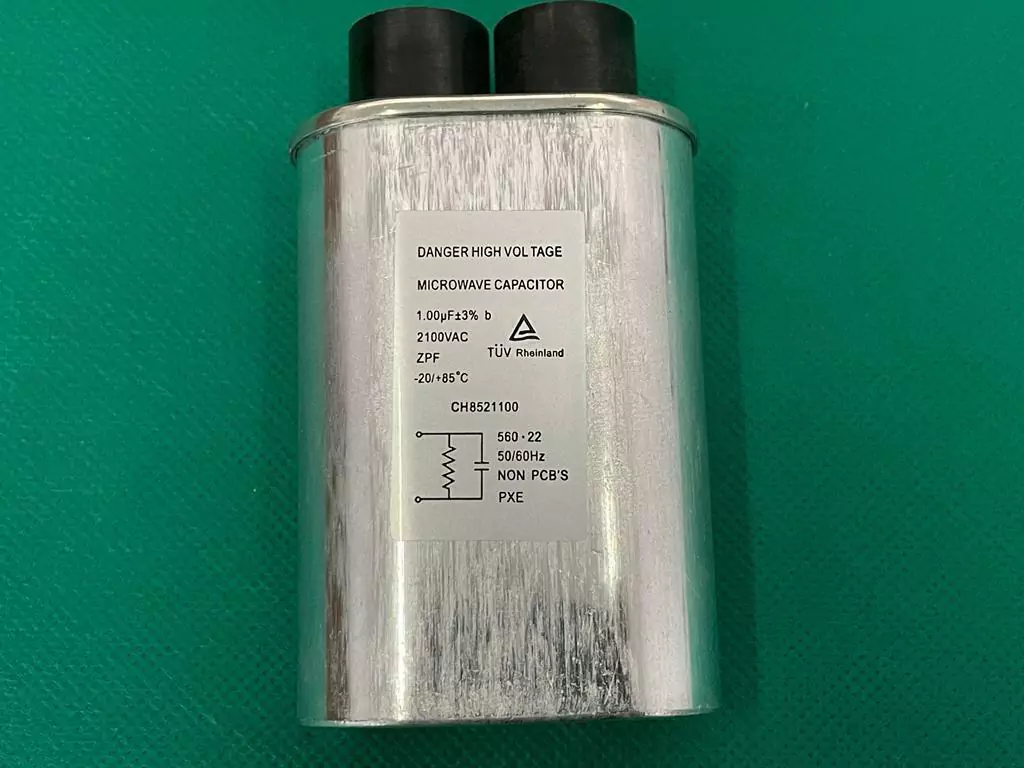 DANGER HIGH VOLTAGE
MICROWAVE CAPACITOR
1.00µF±3% b
2100VAC
TÜV Rheinland
ZPF
-20/+85°C
CH8521100
560·22
50/60Hz
NON PCB'S
PXE